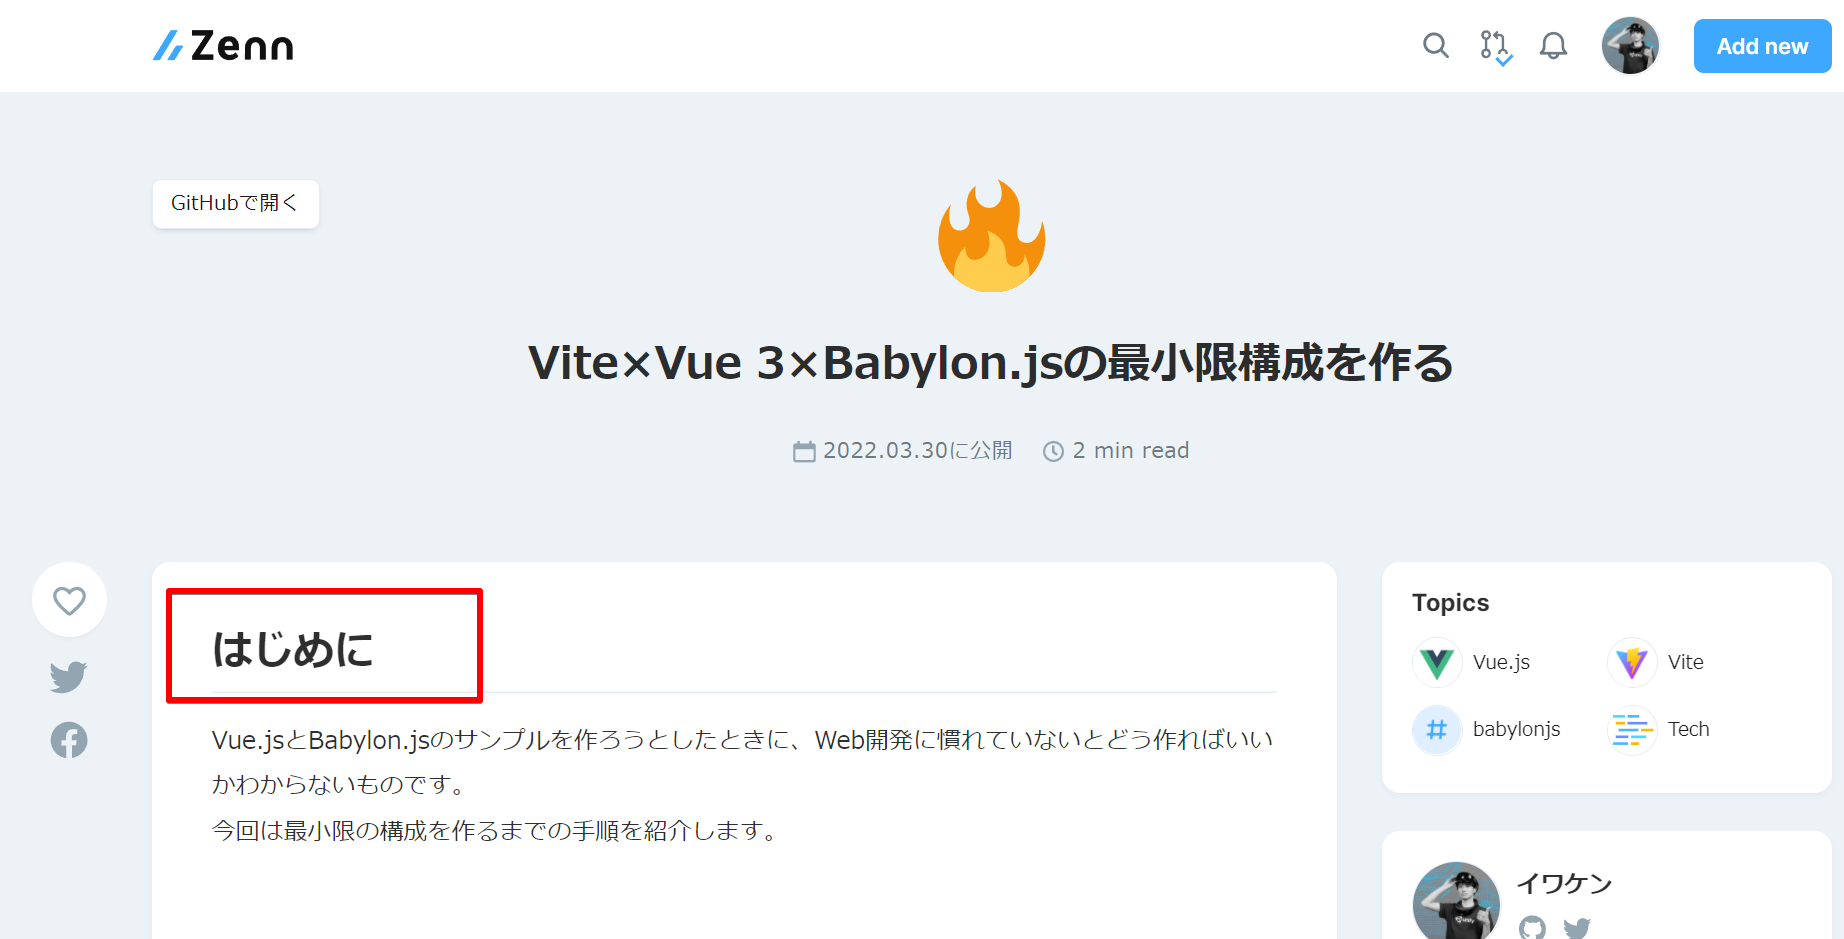 Zenn
Add new
GitHubで開く
Vite×Vue 3×Babylon.jsの最小限構成を作る
2022.03.30に公開 2 min read
はじめに
Vue.jsとBabylon.jsのサンプルを作ろうとしたときに、Web開発に慣れていないとどう作ればいい
かわからないものです。
今回は最小限の構成を作るまでの手順を紹介します。
Topics
Vue.js Vite
# babylonjs Tech
イワケン